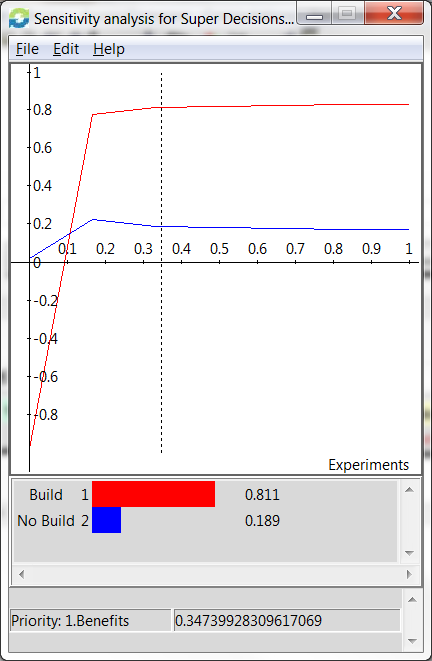 Sensitivity analysis for Super Decisions...
File Edit Help
1
0.8
0.6
0.4
0.2
0.1 0.2 0.3 0.4 0.5 0.6 0.7 0.8 0.9 1
0
-0.2
-0.4
-0.6
-0.8
Experiments
Build 1 0.811
No Build 2 0.189
Priority: 1.Benefits 0.34739928309617069